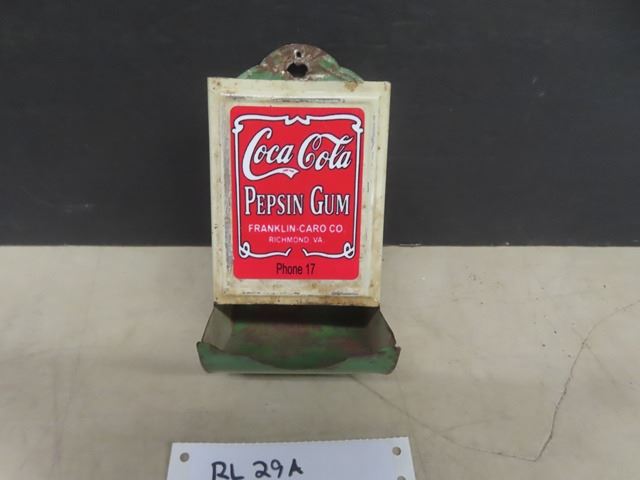 Coca Cola
PEPSIN GUM
FRANKLIN-CARO CO
RICHMOND VA.
Phone 17
RL 29A